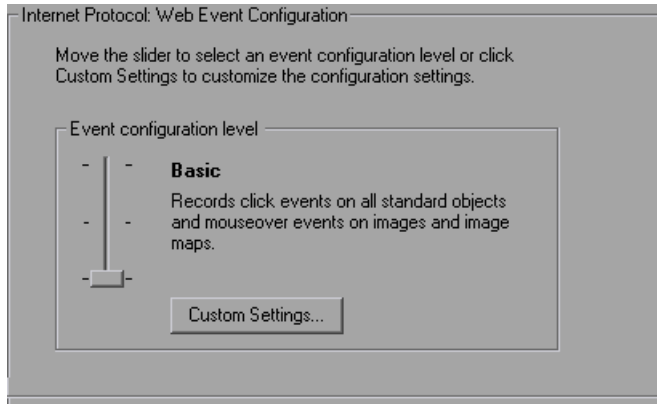 Internet Protocol: Web Event Configuration
Move the slider to select an event configuration level or click
Custom Settings to customize the configuration settings.
Event configuration level
Basic
Records click events on all standard objects
and mouseover events on images and image
maps.
Custom Settings...